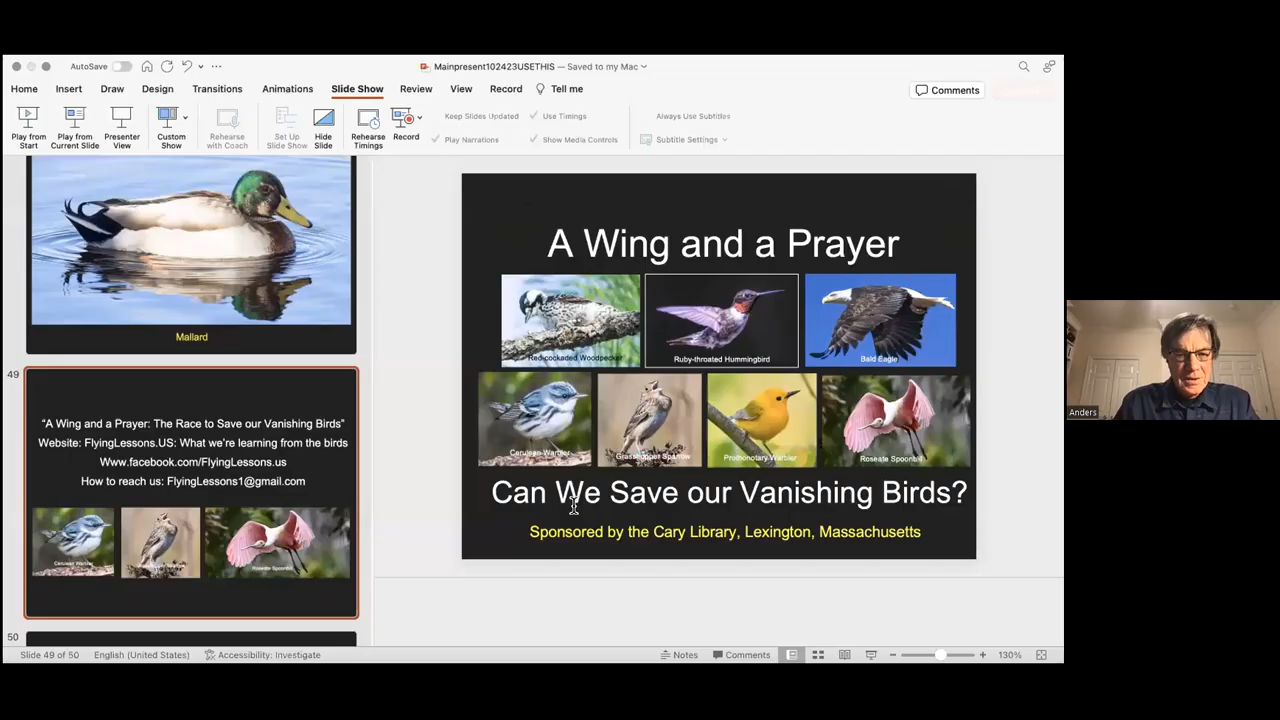 AutoSave
Mainpresent102423USETHIS — Saved to my Mac
Home Insert Draw Design Transitions Animations Slide Show Review View Record Tell me
Comments
Play from Start
Play from Current Slide
Presenter View
Custom Show
Rehearse with Coach
Set Up Slide Show
Hide Slide
Rehearse Timings
Record
Keep Slides Updated
Use Timings
Play Narrations
Show Media Controls
Always Use Subtitles
Subtitle Settings
Mallard
49
“A Wing and a Prayer: The Race to Save our Vanishing Birds”
Website: FlyingLessons.US: What we’re learning from the birds
Www.facebook.com/FlyingLessons.us
How to reach us: FlyingLessons1@gmail.com
Cerulean Warbler
Roseate Spoonbill
50
A Wing and a Prayer
Red-cockaded Woodpecker
Ruby-throated Hummingbird
Bald Eagle
Cerulean Warbler
Grasshopper Sparrow
Prothonotary Warbler
Roseate Spoonbill
Can We Save our Vanishing Birds?
Sponsored by the Cary Library, Lexington, Massachusetts
Anders
Slide 49 of 50 English (United States) Accessibility: Investigate
Notes Comments 130%